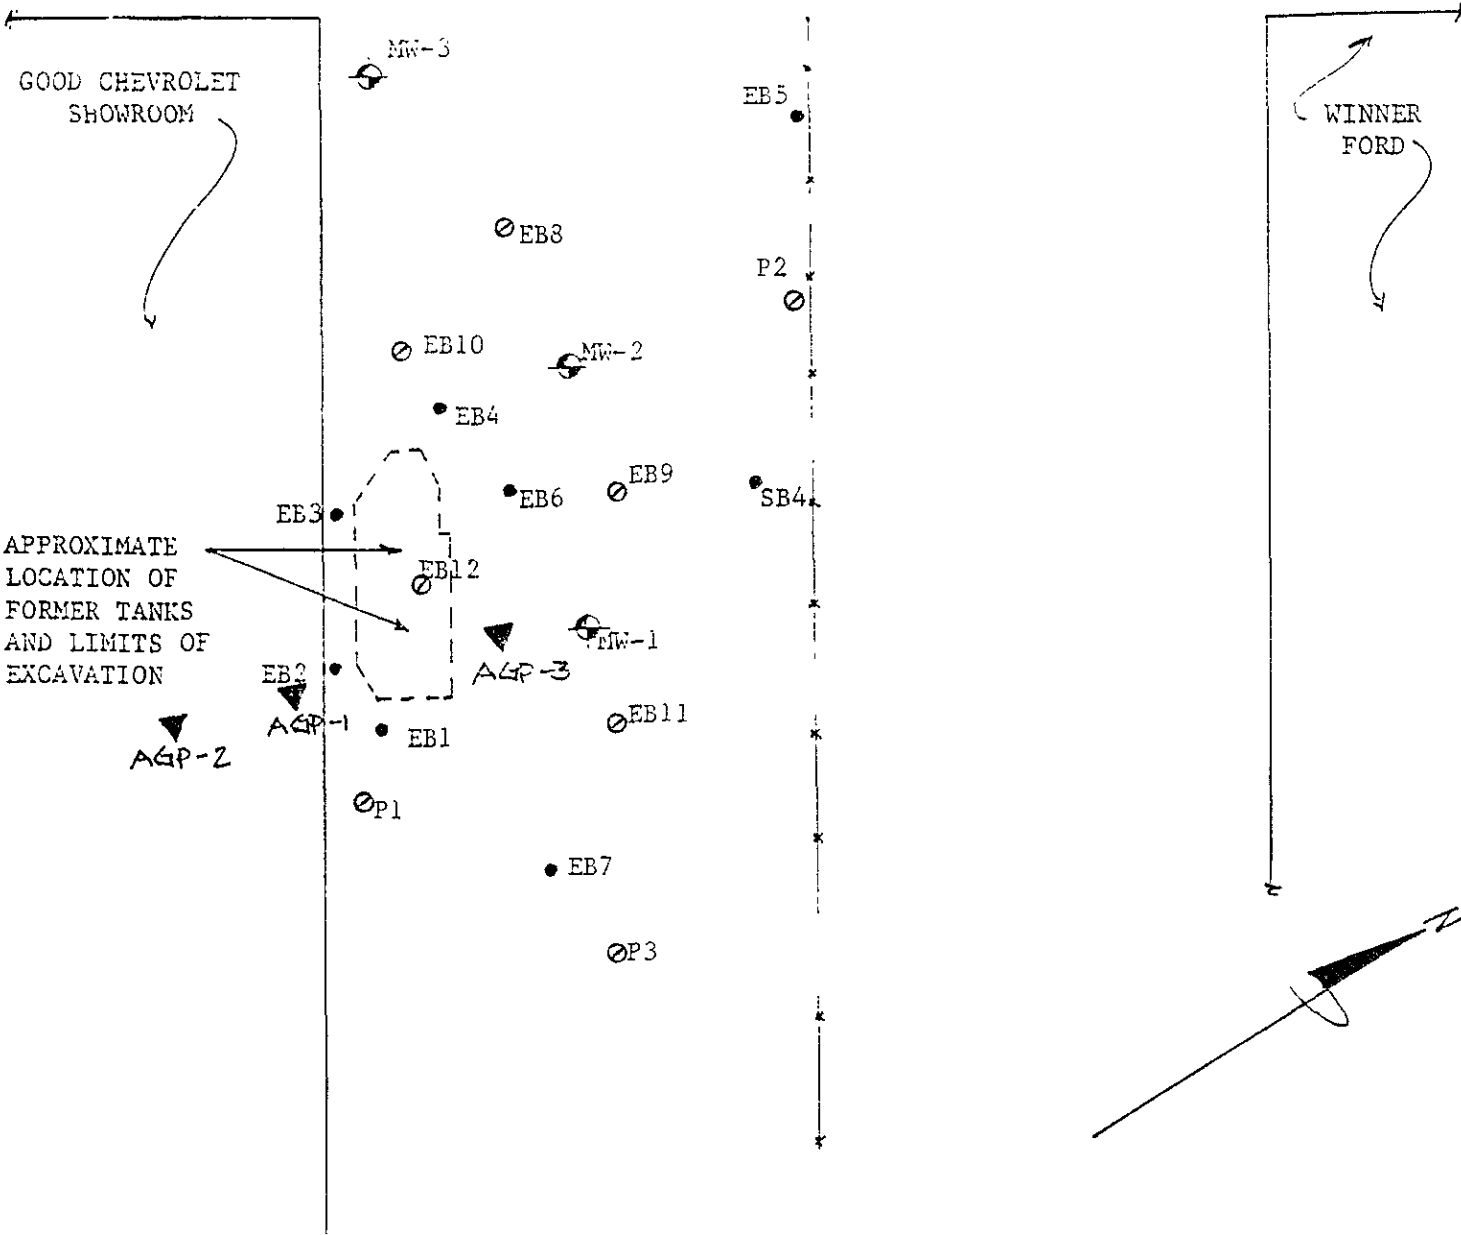 MW-3
GOOD CHEVROLET
SHOWROOM
EB5
WINNER
FORD
EB8
P2
EB10
MW-2
EB4
EB9
EB6
SB4
EB3
APPROXIMATE
LOCATION OF
FORMER TANKS
AND LIMITS OF
EXCAVATION
EB12
MW-1
AGP-3
EB2
AGP-1
AGP-2
EB1
EB11
P1
EB7
P3
N